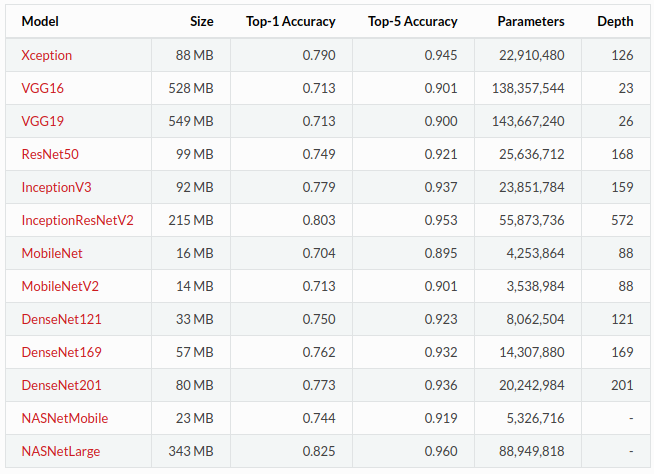 Model Size Top-1 Accuracy Top-5 Accuracy Parameters Depth
Xception 88 MB 0.790 0.945 22,910,480 126
VGG16 528 MB 0.713 0.901 138,357,544 23
VGG19 549 MB 0.713 0.900 143,667,240 26
ResNet50 99 MB 0.749 0.921 25,636,712 168
InceptionV3 92 MB 0.779 0.937 23,851,784 159
InceptionResNetV2 215 MB 0.803 0.953 55,873,736 572
MobileNet 16 MB 0.704 0.895 4,253,864 88
MobileNetV2 14 MB 0.713 0.901 3,538,984 88
DenseNet121 33 MB 0.750 0.923 8,062,504 121
DenseNet169 57 MB 0.762 0.932 14,307,880 169
DenseNet201 80 MB 0.773 0.936 20,242,984 201
NASNetMobile 23 MB 0.744 0.919 5,326,716 -
NASNetLarge 343 MB 0.825 0.960 88,949,818 -